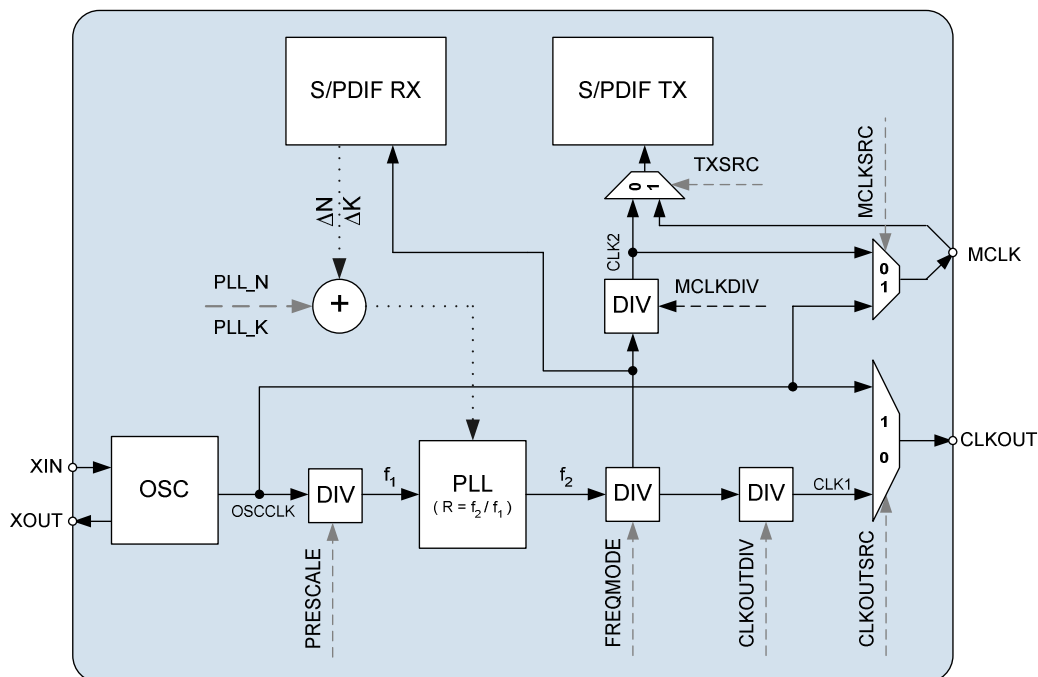 S/PDIF RX
S/PDIF TX
TXSRC
MCLKSRC
ΔN
ΔK
0
1
CLK2
MCLK
0
1
PLL_N
PLL_K
+
DIV
MCLKDIV
XIN
XOUT
OSC
OSCCLK
DIV
f1
PLL
( R = f2 / f1 )
f2
DIV
DIV
CLK1
1
0
CLKOUT
PRESCALE
FREQMODE
CLKOUTDIV
CLKOUTSRC